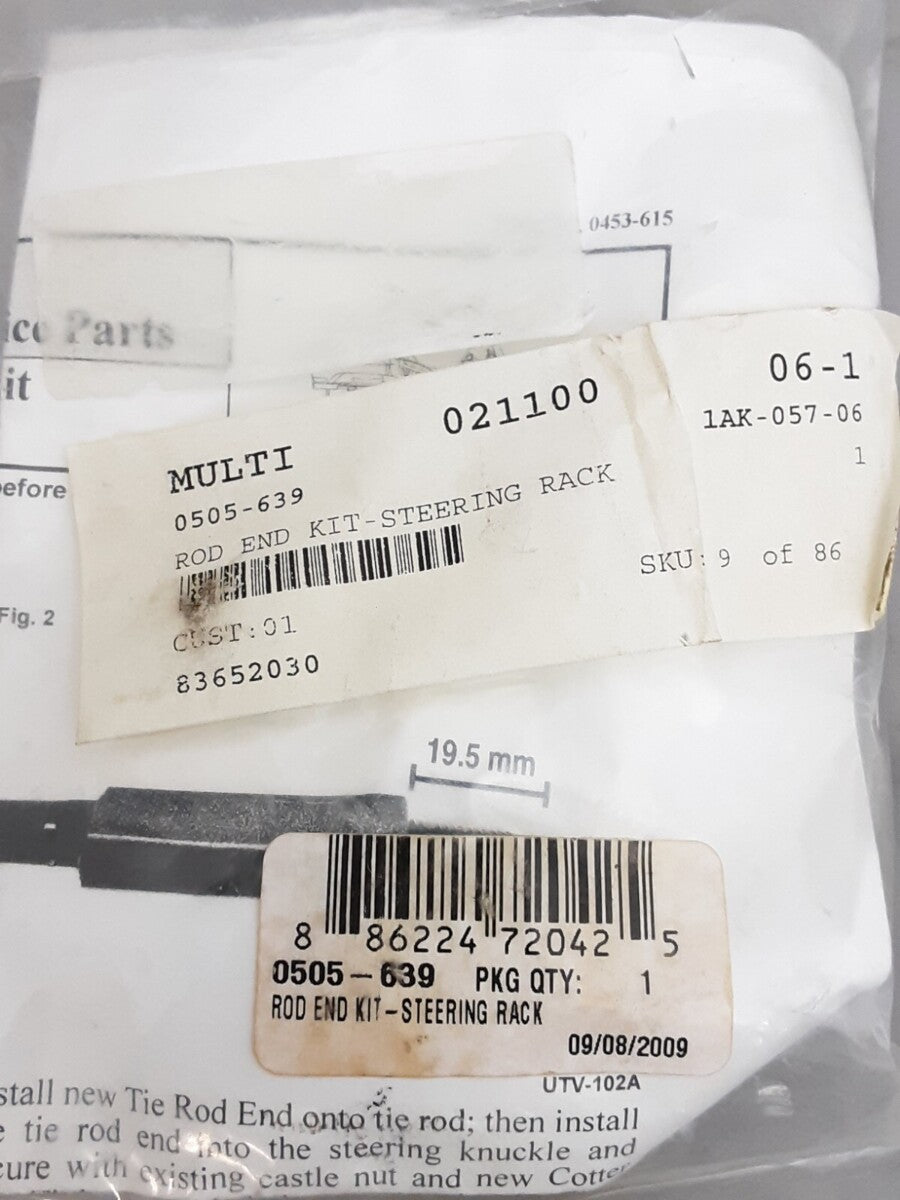 0453-615
ice Parts
it
efore
Fig. 2
MULTI
021100
0505-639
ROD END KIT-STEERING RACK
CUST:01
83652030
06-1
1AK-057-06
1
SKU:9 of 86
19.5 mm
8 86224 72042 5
0505-639 PKG QTY: 1
ROD END KIT-STEERING RACK
09/08/2009
UTV-102A
stall new Tie Rod End onto tie rod; then install
e tie rod end into the steering knuckle and
cure with existing castle nut and new Cotter